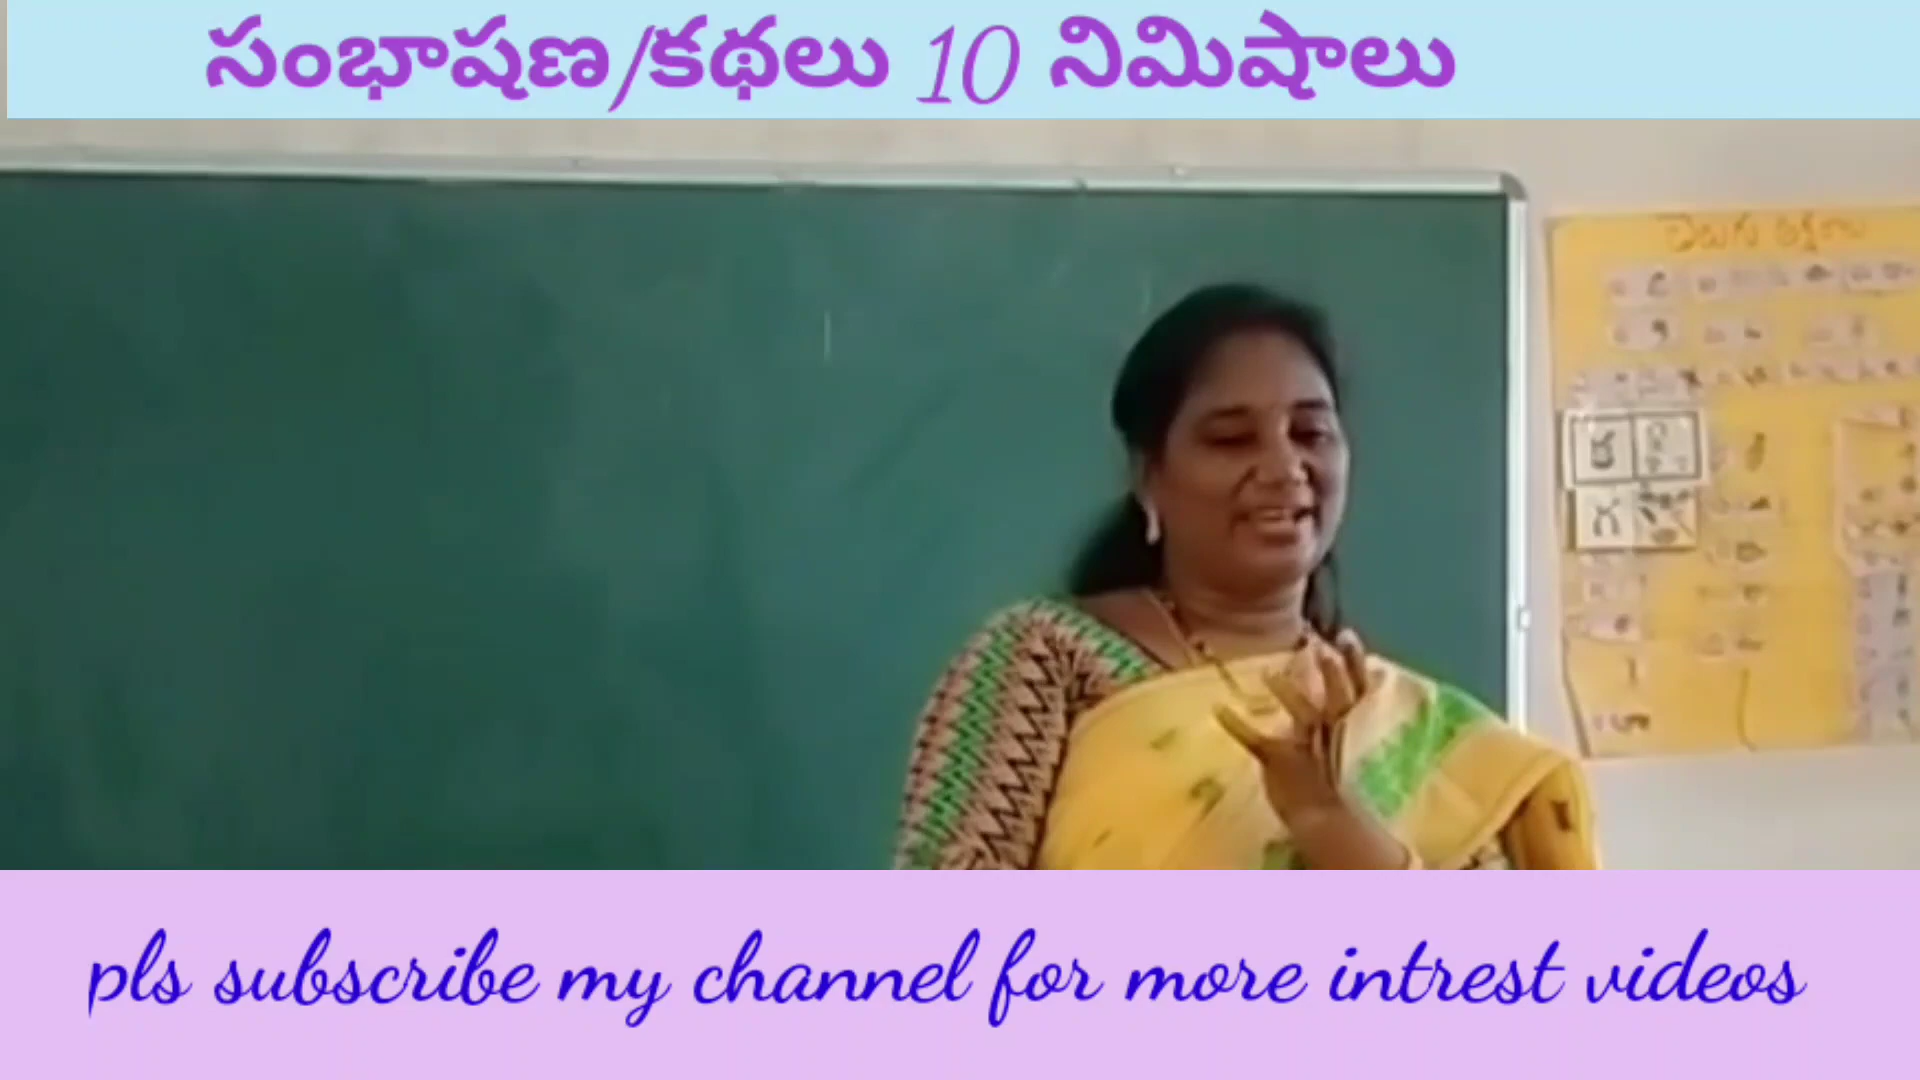 సంభాషణ/కథలు 10 నిమిషాలు
pls subscribe my channel for more intrest videos